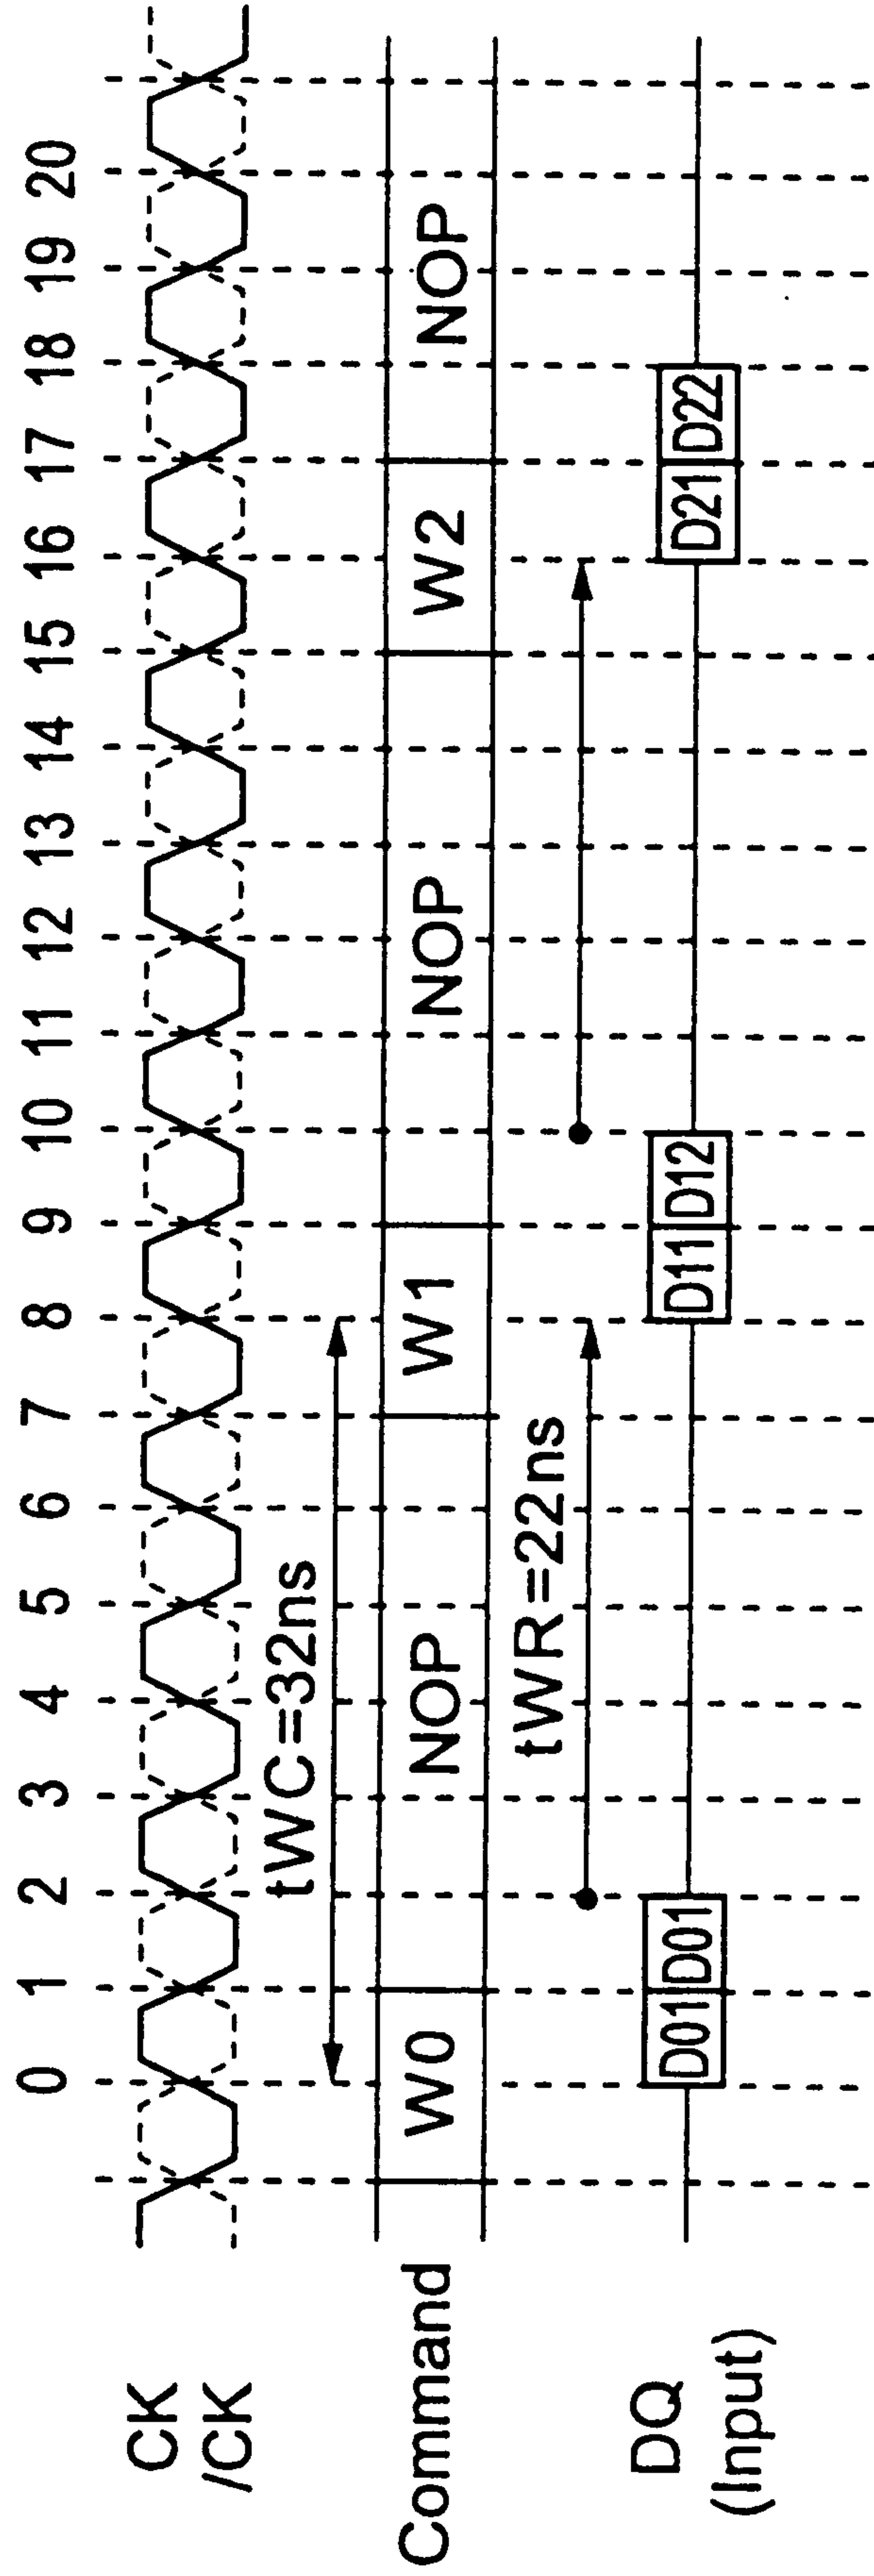 0 1 2 3 4 5 6 7 8 9 10 11 12 13 14 15 16 17 18 19 20
CK
/CK
tWC=32ns
Command W0 NOP W1 NOP W2 NOP
tWR=22ns
DQ D01 D01 D11 D12 D21 D22
(Input)